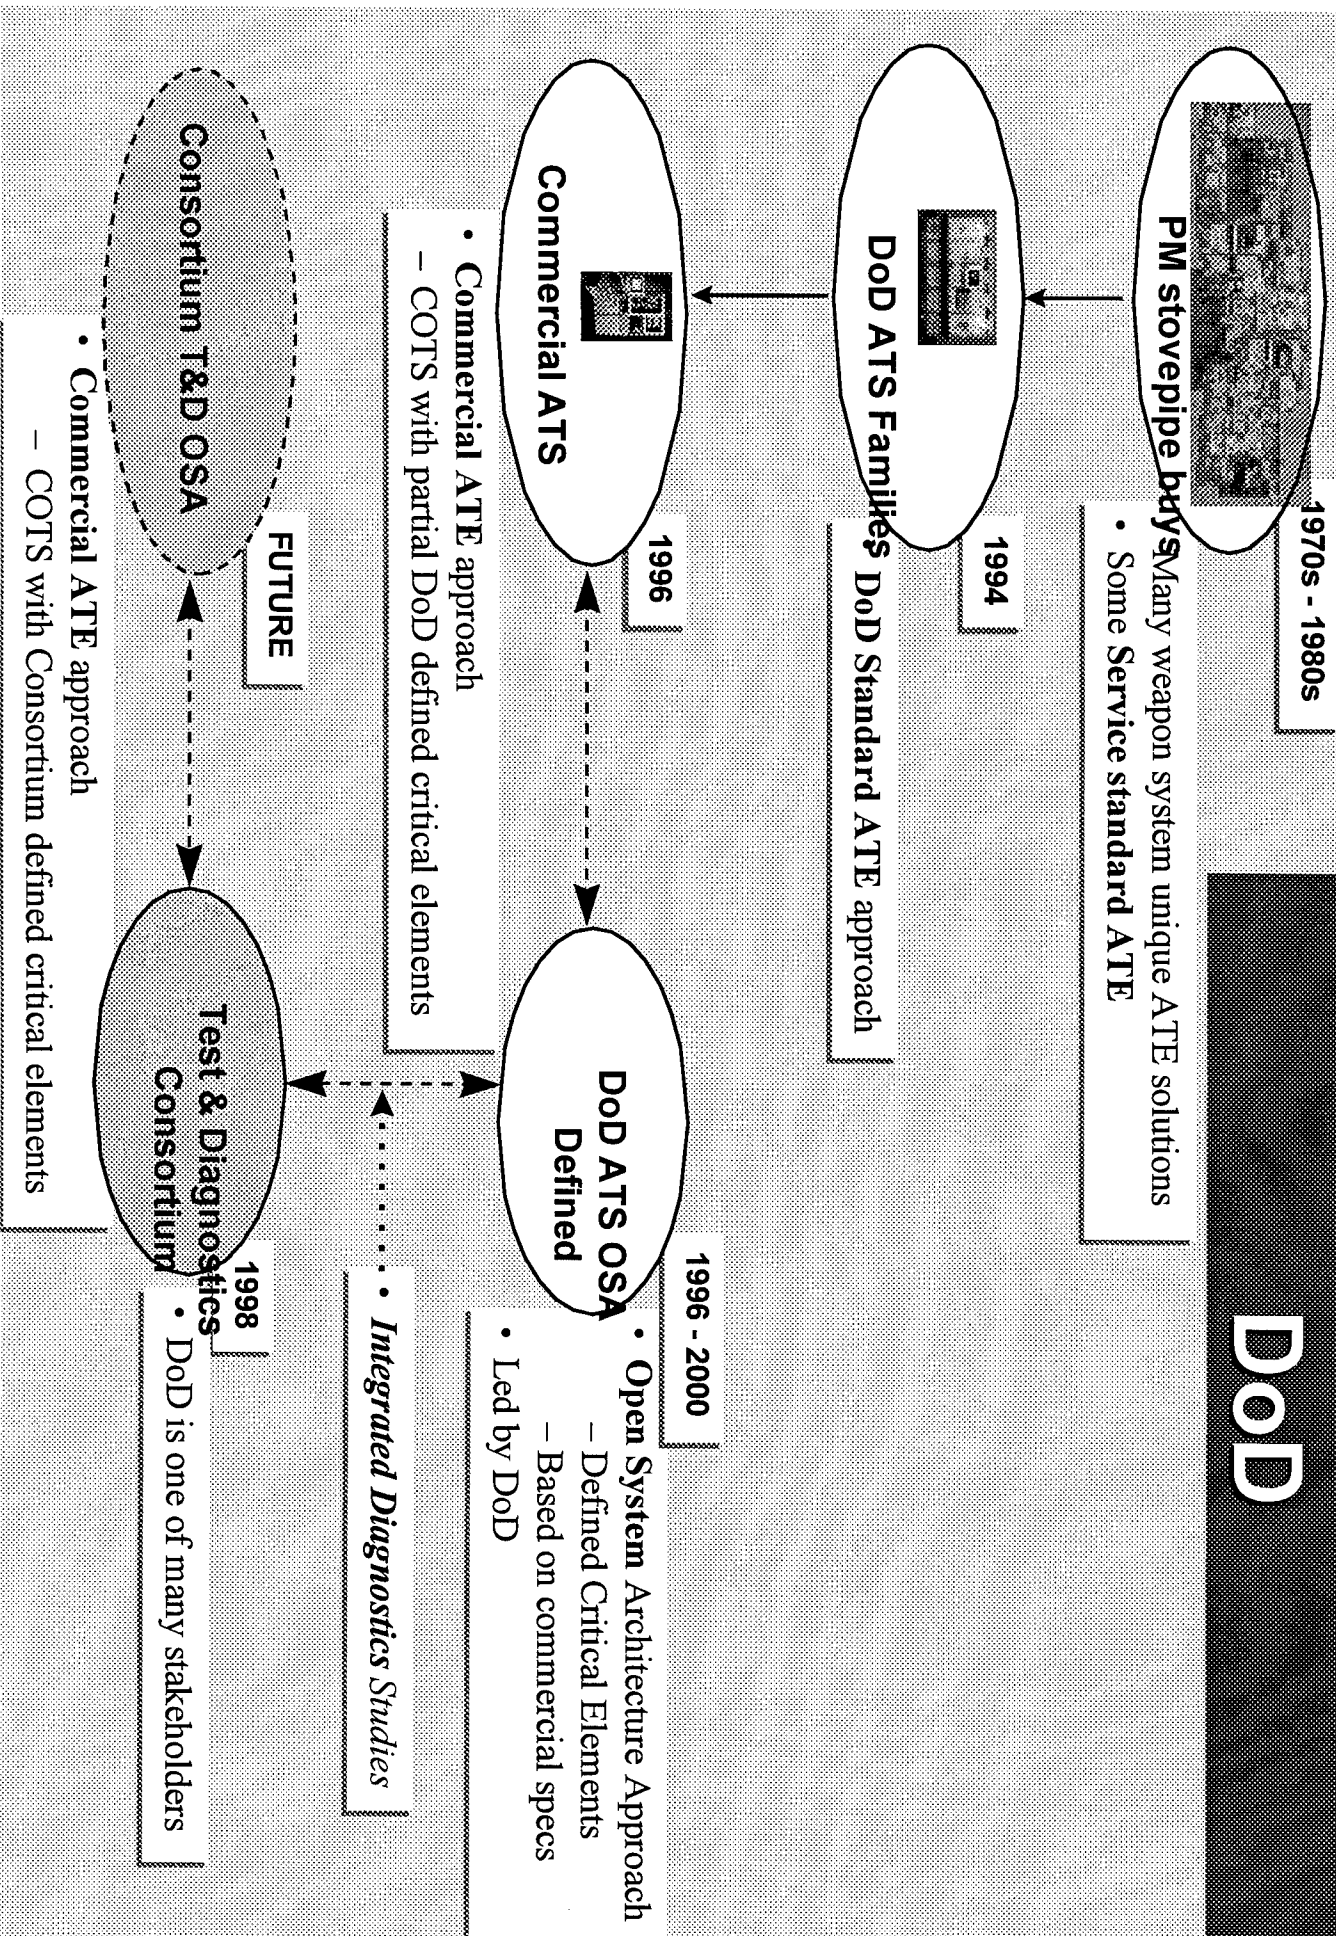 DoD
1970s - 1980s
PM stovepipe buys
Many weapon system unique ATE solutions
• Some Service standard ATE
1994
DoD ATS Families
• DoD Standard ATE approach
1996
Commercial ATS
• Commercial ATE approach
– COTS with partial DoD defined critical elements
1996 - 2000
DoD ATS OSA
Defined
• Open System Architecture Approach
– Defined Critical Elements
– Based on commercial specs
• Led by DoD
• Integrated Diagnostics Studies
FUTURE
Consortium T&D OSA
• Commercial ATE approach
– COTS with Consortium defined critical elements
1998
Test & Diagnostics
Consortium
• DoD is one of many stakeholders